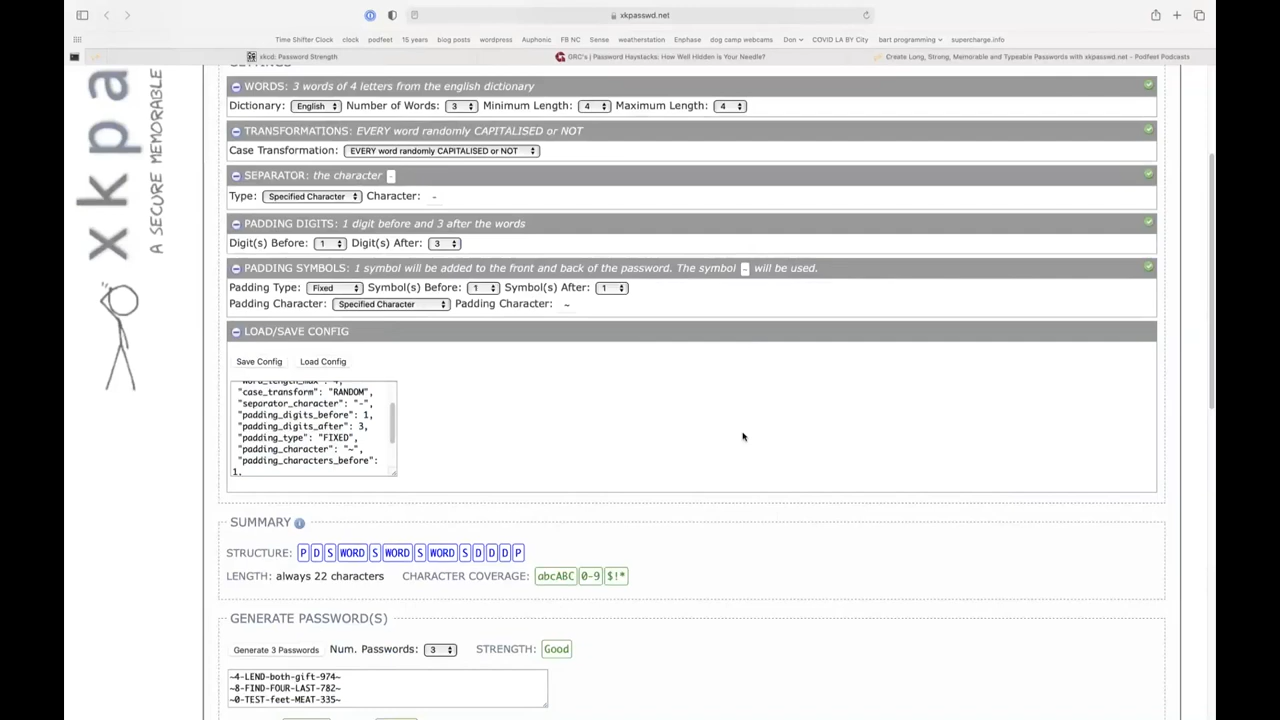 xkpasswd.net
Time Shifter Clock clock podfeet 15 years blog posts wordpress Auphonic FB NC Sense weatherstation Enphase dog camp webcams Don COVID LA BY City bart programming supercharge.info
xkcd: Password Strength GRC's | Password Haystacks: How Well Hidden is Your Needle? Create Long, Strong, Memorable and Typeable Passwords with xkpasswd.net - Podfeet Podcasts
xkpa
A SECURE MEMORABLE
WORDS: 3 words of 4 letters from the english dictionary
Dictionary: English Number of Words: 3 Minimum Length: 4 Maximum Length: 4
TRANSFORMATIONS: EVERY word randomly CAPITALISED or NOT
Case Transformation: EVERY word randomly CAPITALISED or NOT
SEPARATOR: the character -
Type: Specified Character Character: -
PADDING DIGITS: 1 digit before and 3 after the words
Digit(s) Before: 1 Digit(s) After: 3
PADDING SYMBOLS: 1 symbol will be added to the front and back of the password. The symbol ~ will be used.
Padding Type: Fixed Symbol(s) Before: 1 Symbol(s) After: 1
Padding Character: Specified Character Padding Character: ~
LOAD/SAVE CONFIG
Save Config Load Config
"word_length_max": 4,
"case_transform": "RANDOM",
"separator_character": "-",
"padding_digits_before": 1,
"padding_digits_after": 3,
"padding_type": "FIXED",
"padding_character": "~",
"padding_characters_before":
1,
SUMMARY
STRUCTURE: P D S WORD S WORD S WORD S D D D P
LENGTH: always 22 characters CHARACTER COVERAGE: abcABC 0-9 $!*
GENERATE PASSWORD(S)
Generate 3 Passwords Num. Passwords: 3 STRENGTH: Good
~4-LEND-both-gift-974~
~8-FIND-FOUR-LAST-782~
~0-TEST-feet-MEAT-335~